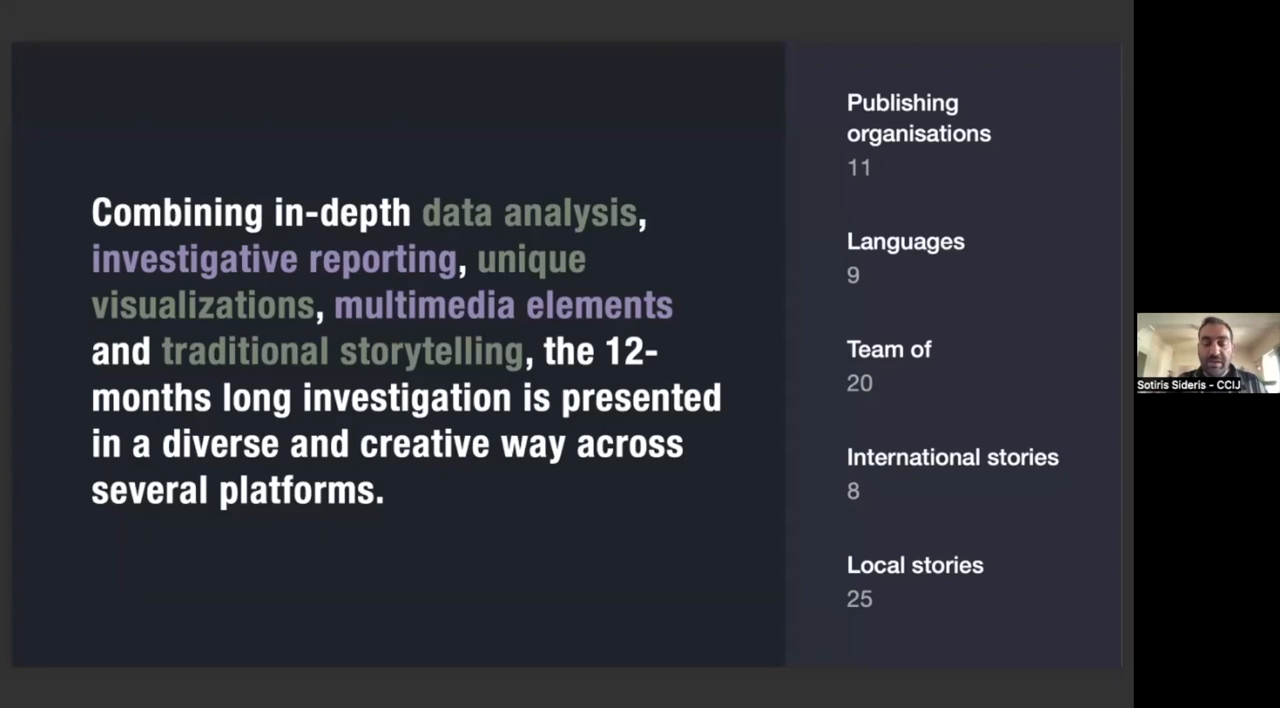 Combining in-depth data analysis,
investigative reporting, unique
visualizations, multimedia elements
and traditional storytelling, the 12-
months long investigation is presented
in a diverse and creative way across
several platforms.
Publishing
organisations
11
Languages
9
Team of
20
International stories
8
Local stories
25
Sotiris Sideris - CCIJ